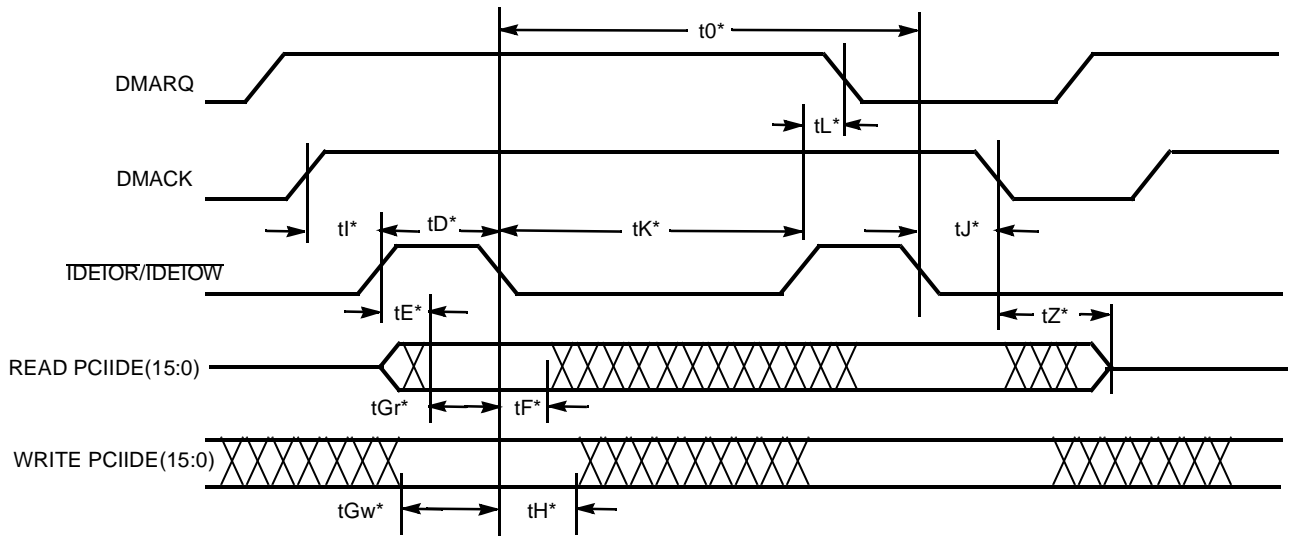 t0*
DMARQ
tL*
DMACK
tI*
tD*
tK*
tJ*
IDEIOR/IDEIOW
tE*
tZ*
READ PCIIDE(15:0)
tGr*
tF*
WRITE PCIIDE(15:0)
tGw*
tH*